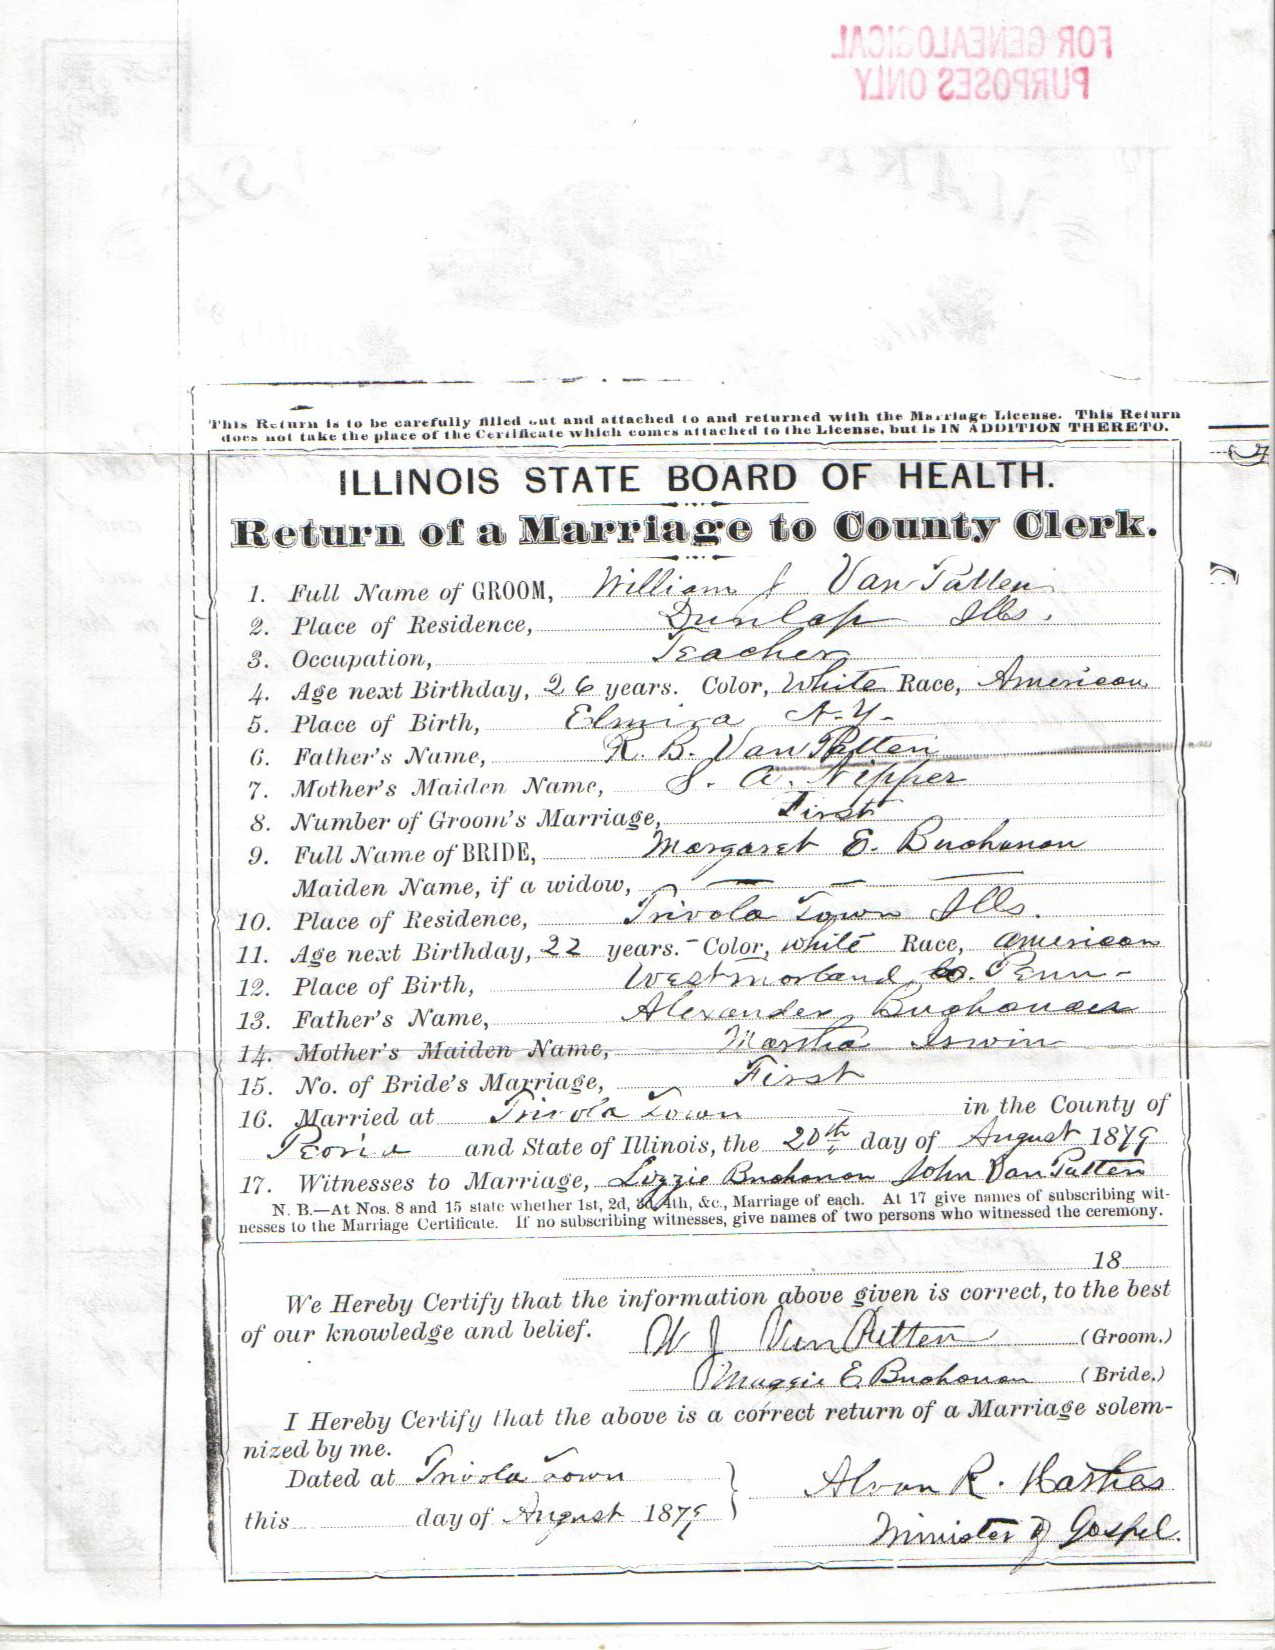 FOR GENEALOGICAL
PURPOSES ONLY
This Return is to be carefully filled out and attached to and returned with the Marriage License. This Return
does not take the place of the Certificate which comes attached to the License, but is IN ADDITION THERETO.
ILLINOIS STATE BOARD OF HEALTH.
Return of a Marriage to County Clerk.
1. Full Name of GROOM, William J Van Patten
2. Place of Residence, Dunlap Ills.
3. Occupation, Teacher
4. Age next Birthday, 26 years. Color, White Race, American
5. Place of Birth, Elmira N.Y.
6. Father's Name, R. B. Van Patten
7. Mother's Maiden Name, S. A. Nipper
8. Number of Groom's Marriage, First
9. Full Name of BRIDE, Margaret E. Buchanan
Maiden Name, if a widow, — — —
10. Place of Residence, Trivola Town Ills.
11. Age next Birthday, 22 years. - Color, white Race, American
12. Place of Birth, Westmorland Co. Penn-
13. Father's Name, Alexander Buchanan
14. Mother's Maiden Name, Martha Irwin
15. No. of Bride's Marriage, First
16. Married at Trivola Town in the County of
Peoria and State of Illinois, the 20th day of August 1879
17. Witnesses to Marriage, Lizzie Buchanan John Van Patten
N. B.—At Nos. 8 and 15 state whether 1st, 2d, 3d, 4th, &c., Marriage of each. At 17 give names of subscribing wit-
nesses to the Marriage Certificate. If no subscribing witnesses, give names of two persons who witnessed the ceremony.
18
We Hereby Certify that the information above given is correct, to the best
of our knowledge and belief. W J Van Patten (Groom.)
Maggie E. Buchanan (Bride.)
I Hereby Certify that the above is a correct return of a Marriage solem-
nized by me.
Dated at Trivola Town
this day of August 1879
Alvan R. Mathes
Minister of Gospel.